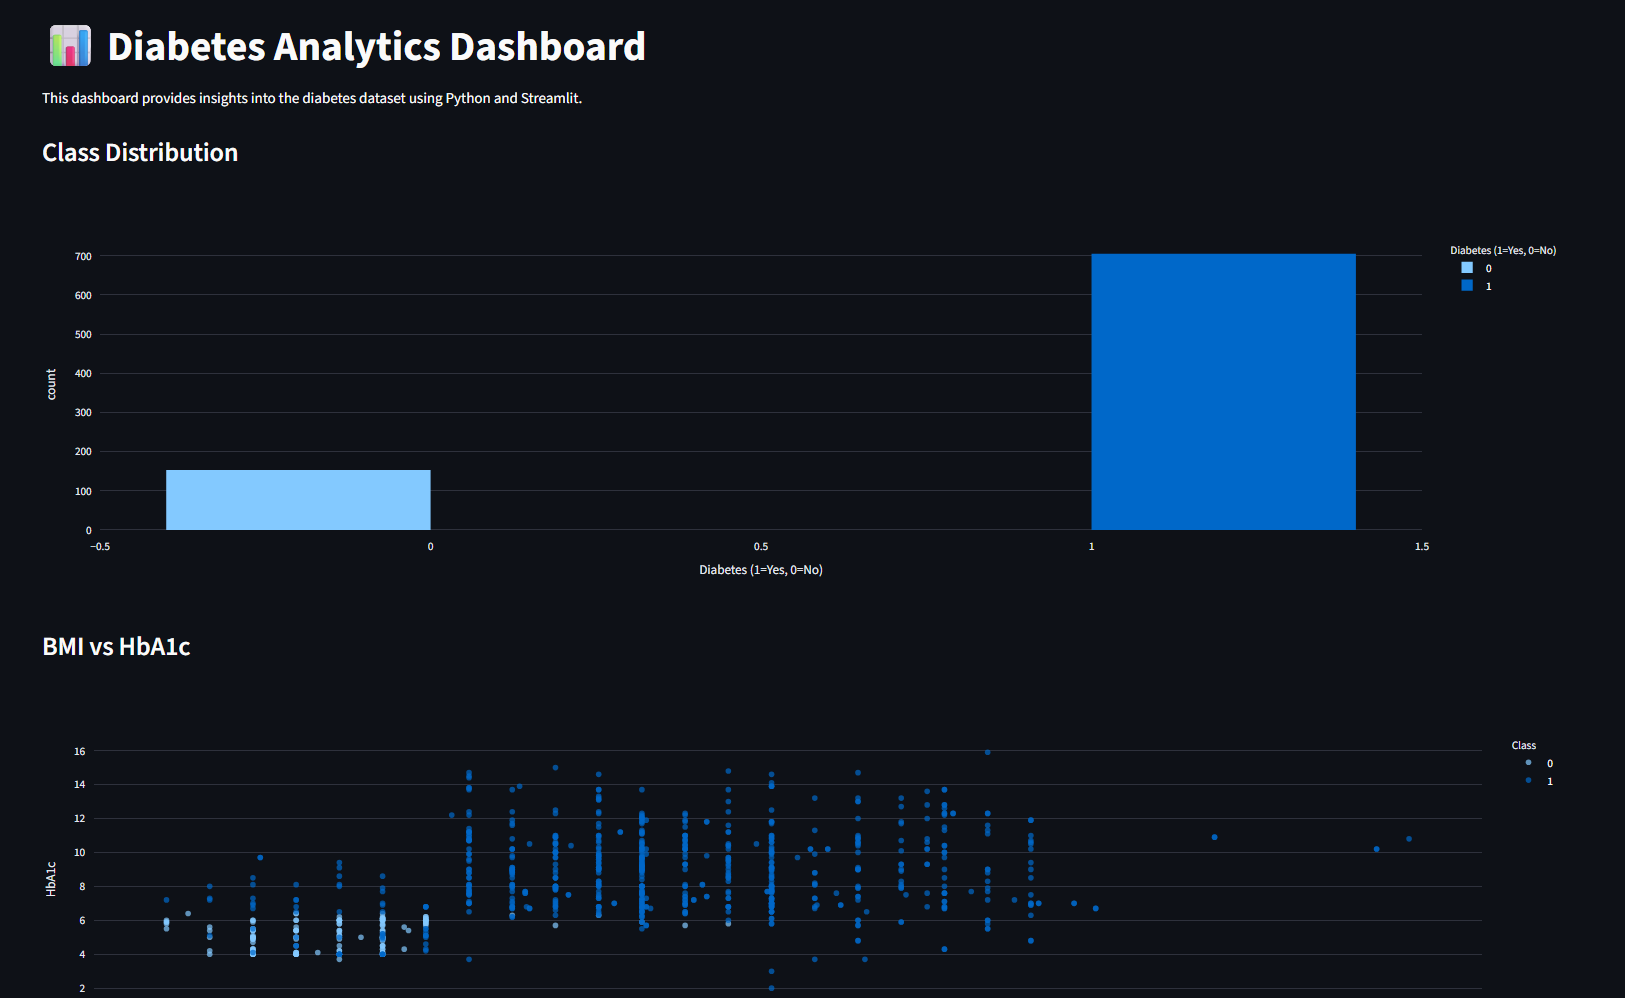 Diabetes Analytics Dashboard
This dashboard provides insights into the diabetes dataset using Python and Streamlit.
Class Distribution
Diabetes (1=Yes, 0=No)
0
1
700
600
500
400
300
200
100
0
count
−0.5
0
0.5
1
1.5
Diabetes (1=Yes, 0=No)
BMI vs HbA1c
Class
0
1
16
14
12
10
8
6
4
2
HbA1c